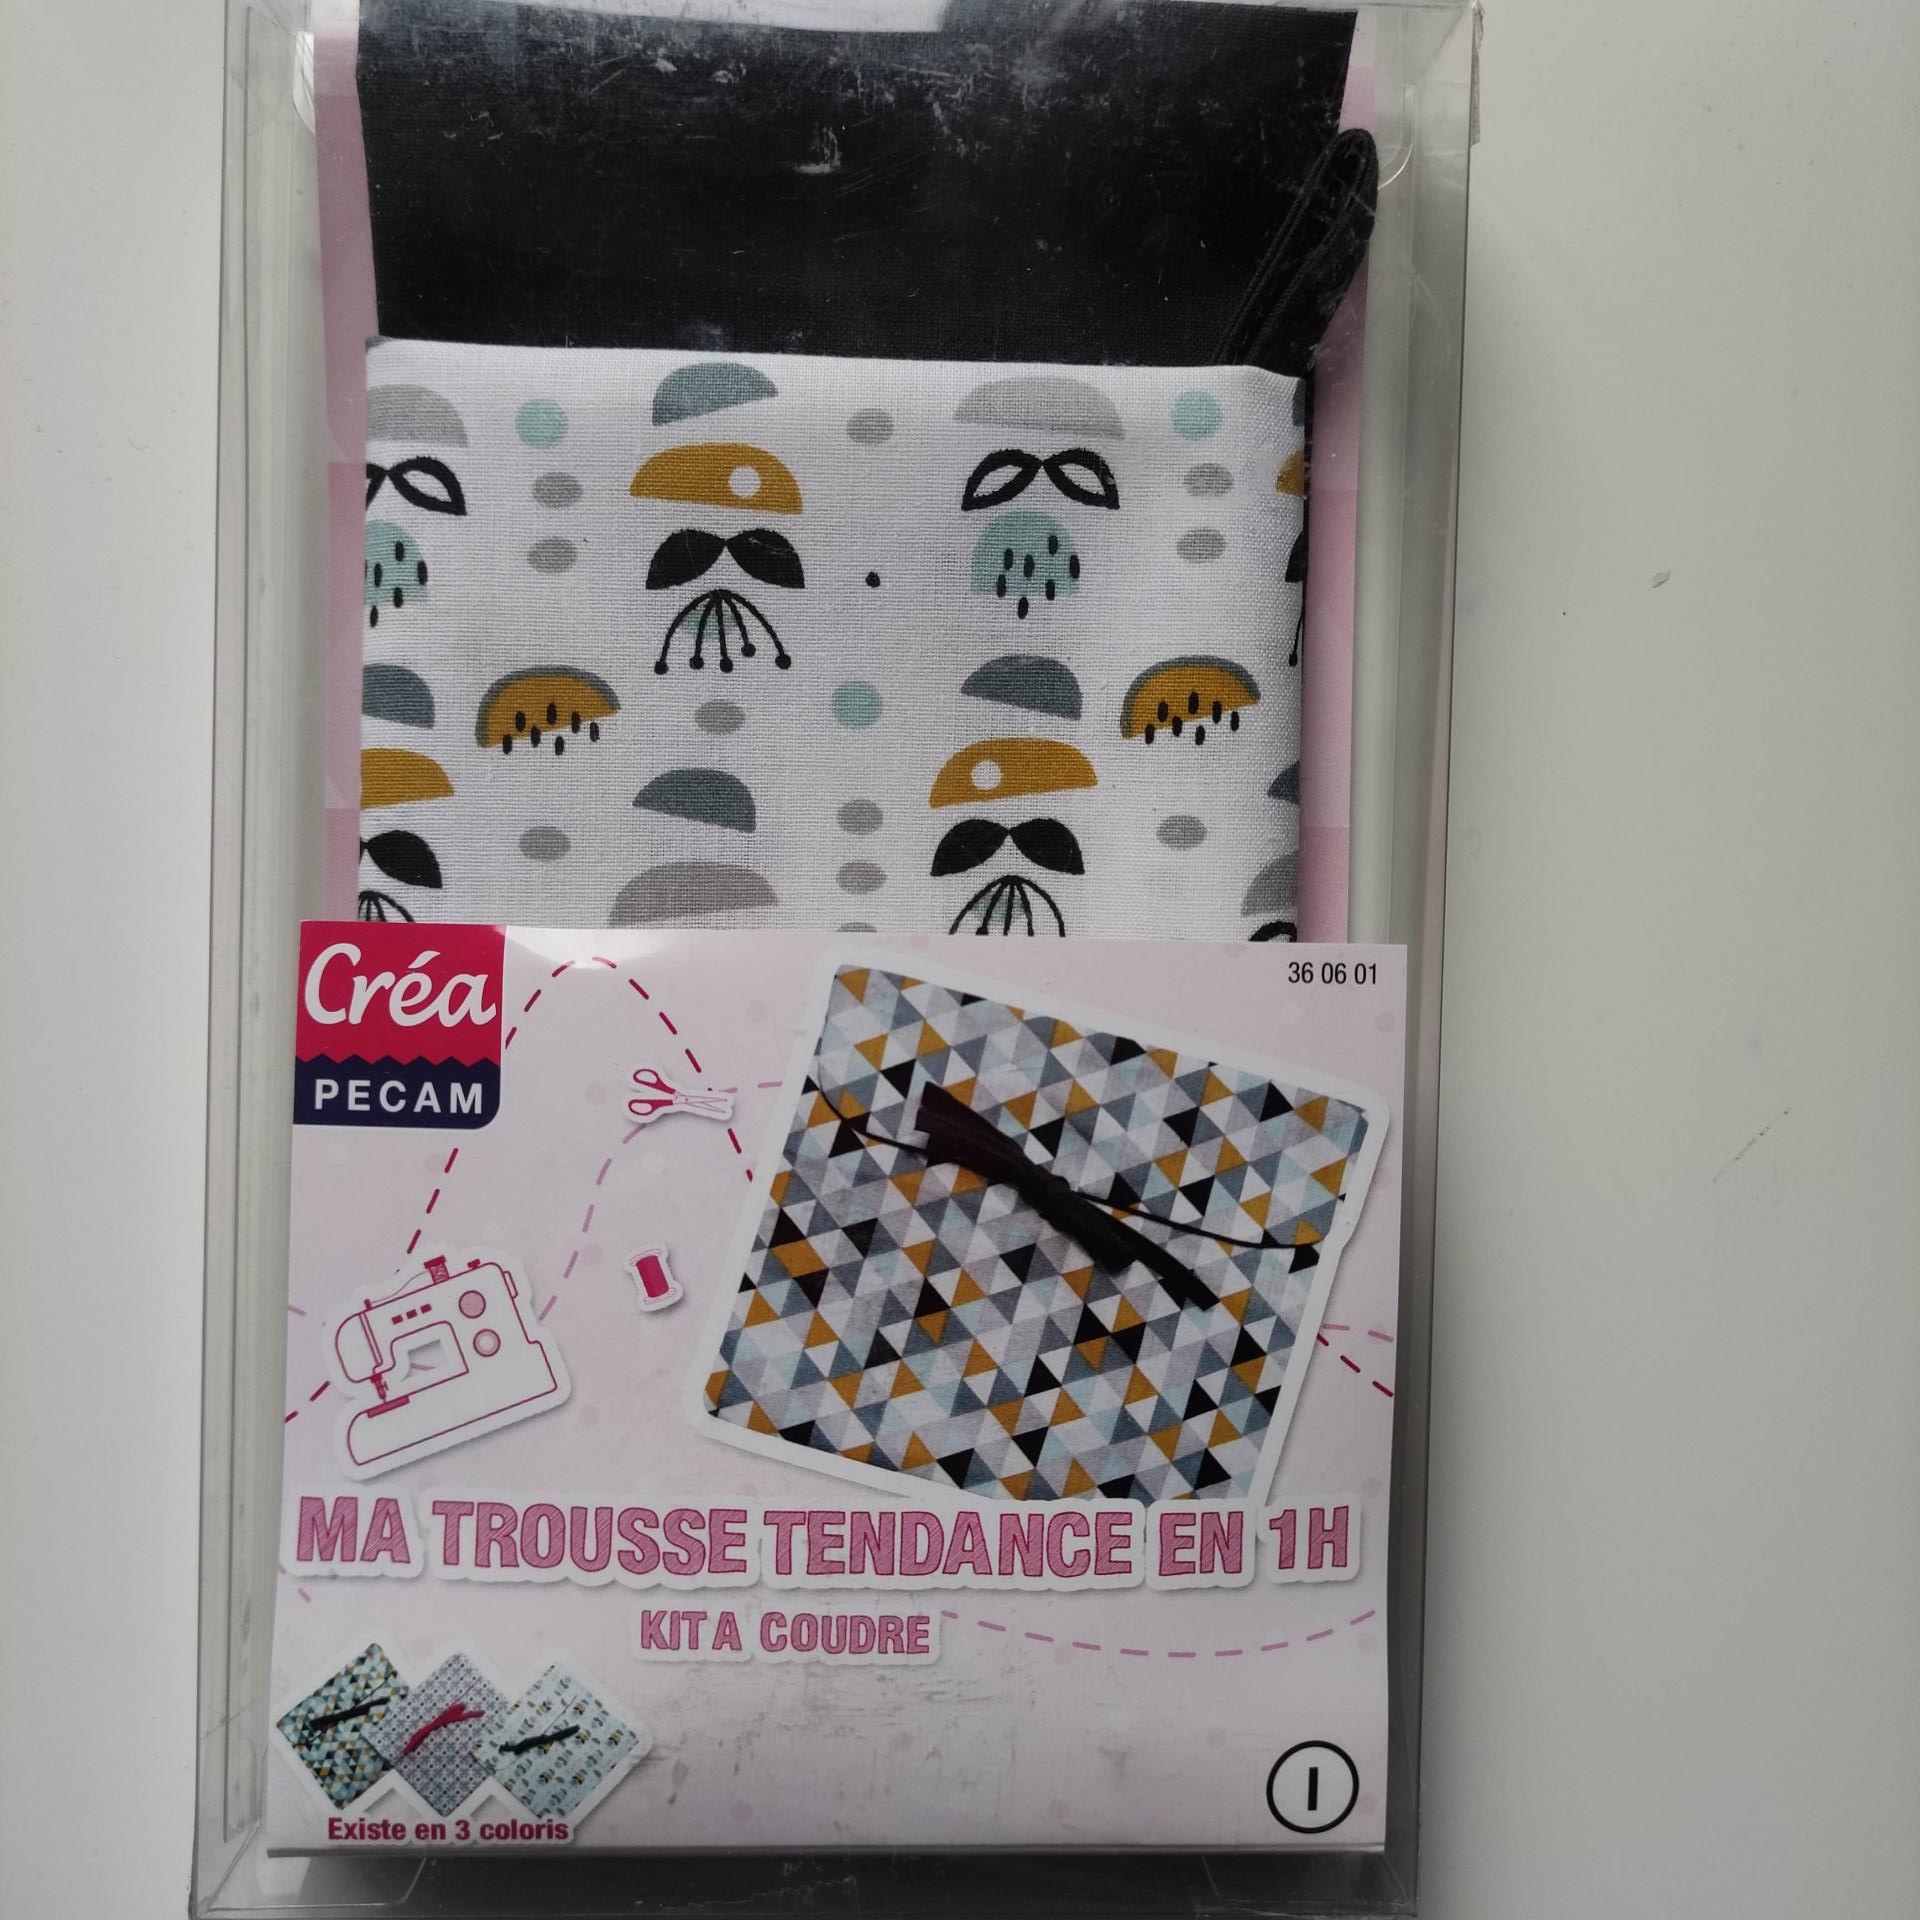 Créa
PECAM
36 06 01
MA TROUSSE TENDANCE EN 1H
KIT A COUDRE
Existe en 3 coloris
I